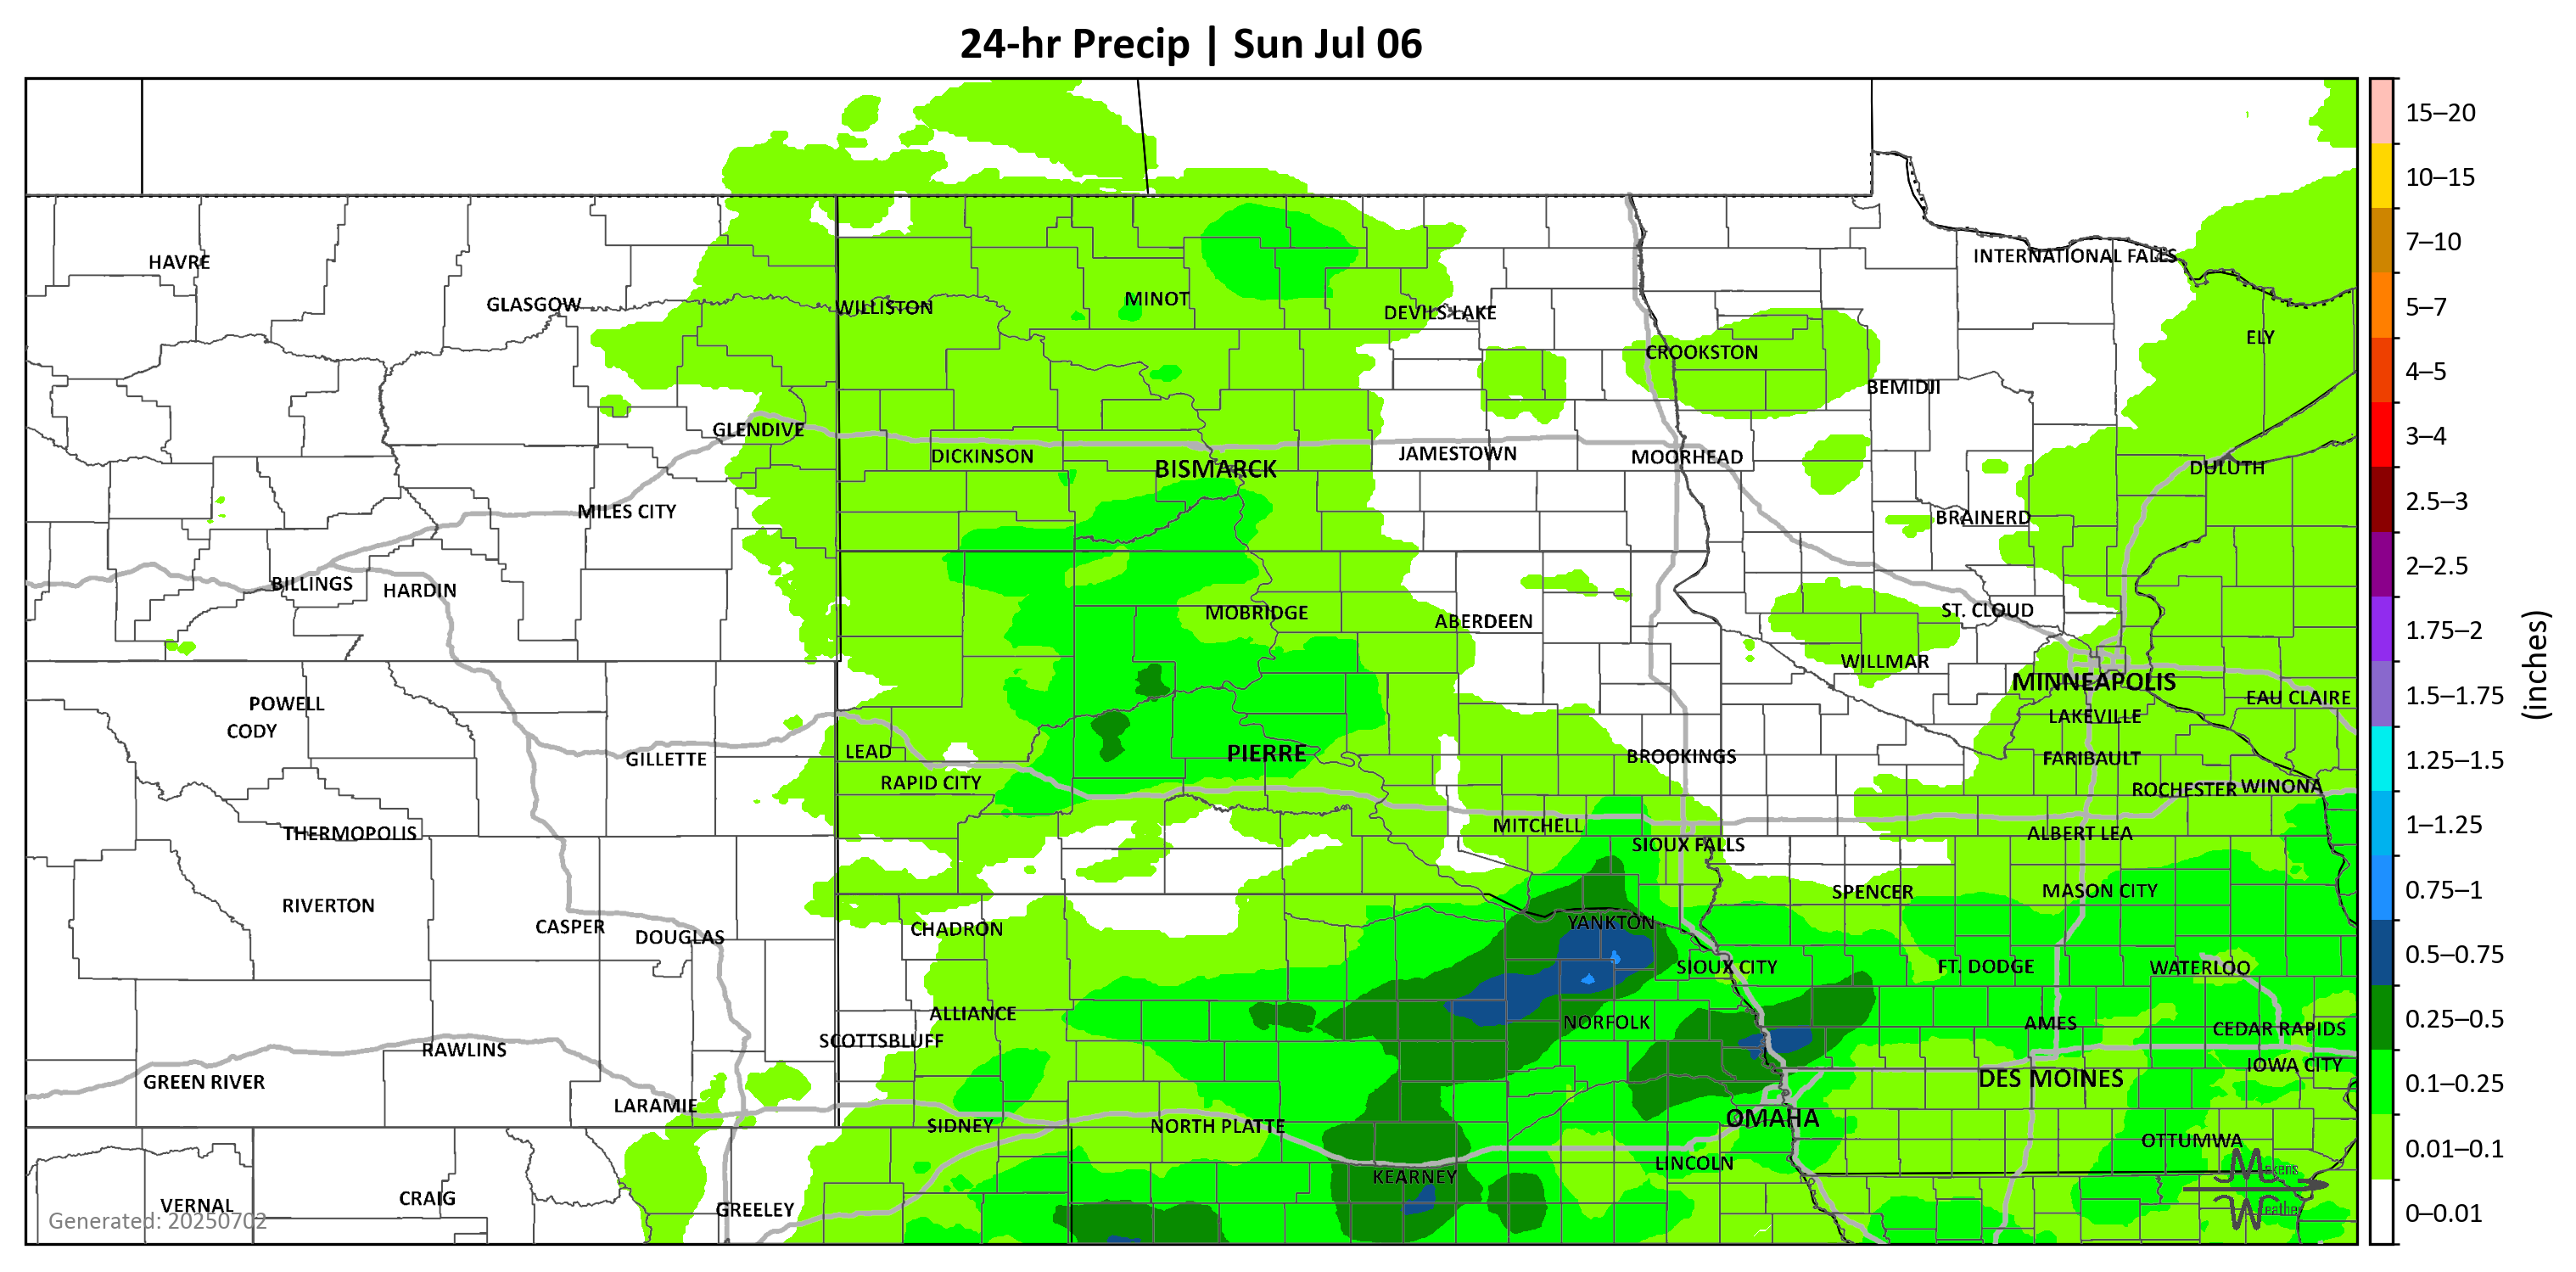 24-hr Precip | Sun Jul 06
15–20
10–15
7–10
5–7
4–5
3–4
2.5–3
2–2.5
1.75–2
1.5–1.75
1.25–1.5
1–1.25
0.75–1
0.5–0.75
0.25–0.5
0.1–0.25
0.01–0.1
0–0.01
(inches)
HAVRE
INTERNATIONAL FALLS
GLASGOW
WILLISTON
MINOT
DEVILS LAKE
ELY
CROOKSTON
BEMIDJI
GLENDIVE
DICKINSON
BISMARCK
JAMESTOWN
MOORHEAD
DULUTH
MILES CITY
BRAINERD
BILLINGS
HARDIN
MOBRIDGE
ABERDEEN
ST. CLOUD
WILLMAR
MINNEAPOLIS
EAU CLAIRE
POWELL
CODY
LAKEVILLE
GILLETTE
LEAD
PIERRE
BROOKINGS
FARIBAULT
RAPID CITY
ROCHESTER
WINONA
THERMOPOLIS
MITCHELL
ALBERT LEA
SIOUX FALLS
RIVERTON
SPENCER
MASON CITY
CASPER
DOUGLAS
CHADRON
YANKTON
SIOUX CITY
FT. DODGE
WATERLOO
ALLIANCE
NORFOLK
AMES
CEDAR RAPIDS
SCOTTSBLUFF
RAWLINS
IOWA CITY
GREEN RIVER
DES MOINES
LARAMIE
SIDNEY
NORTH PLATTE
OMAHA
OTTUMWA
LINCOLN
KEARNEY
VERNAL
CRAIG
GREELEY
Generated: 20250702
Makens
Weather